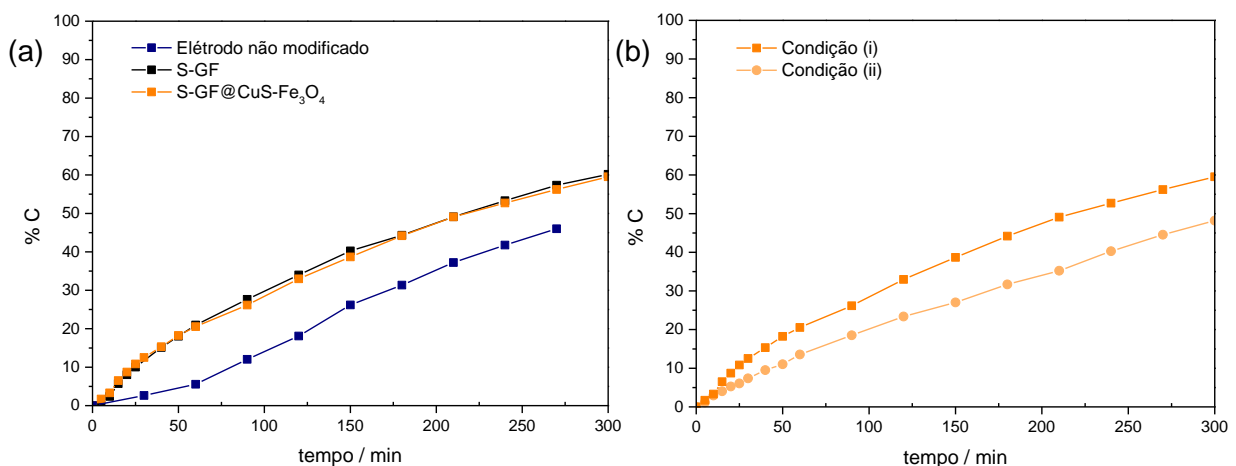 (a)
Elétrodo não modificado
S-GF
S-GF@CuS-Fe₃O₄
% C
100
90
80
70
60
50
40
30
20
10
0
0 50 100 150 200 250 300
tempo / min
(b)
Condição (i)
Condição (ii)
% C
100
90
80
70
60
50
40
30
20
10
0
0 50 100 150 200 250 300
tempo / min